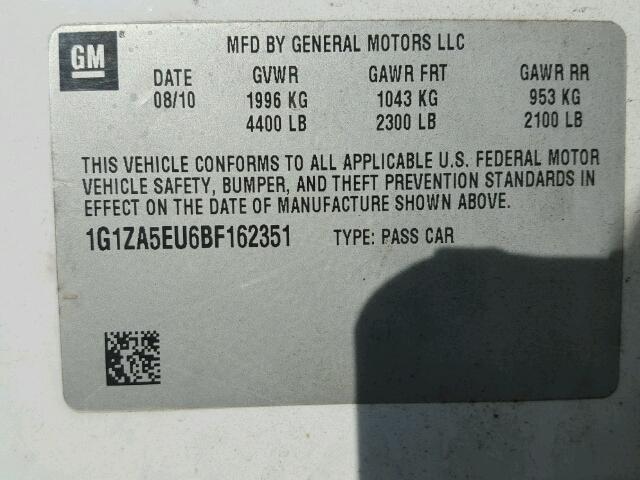 GM
MFD BY GENERAL MOTORS LLC
DATE GVWR GAWR FRT GAWR RR
08/10 1996 KG 1043 KG 953 KG
4400 LB 2300 LB 2100 LB
THIS VEHICLE CONFORMS TO ALL APPLICABLE U.S. FEDERAL MOTOR
VEHICLE SAFETY, BUMPER, AND THEFT PREVENTION STANDARDS IN
EFFECT ON THE DATE OF MANUFACTURE SHOWN ABOVE.
1G1ZA5EU6BF162351 TYPE: PASS CAR